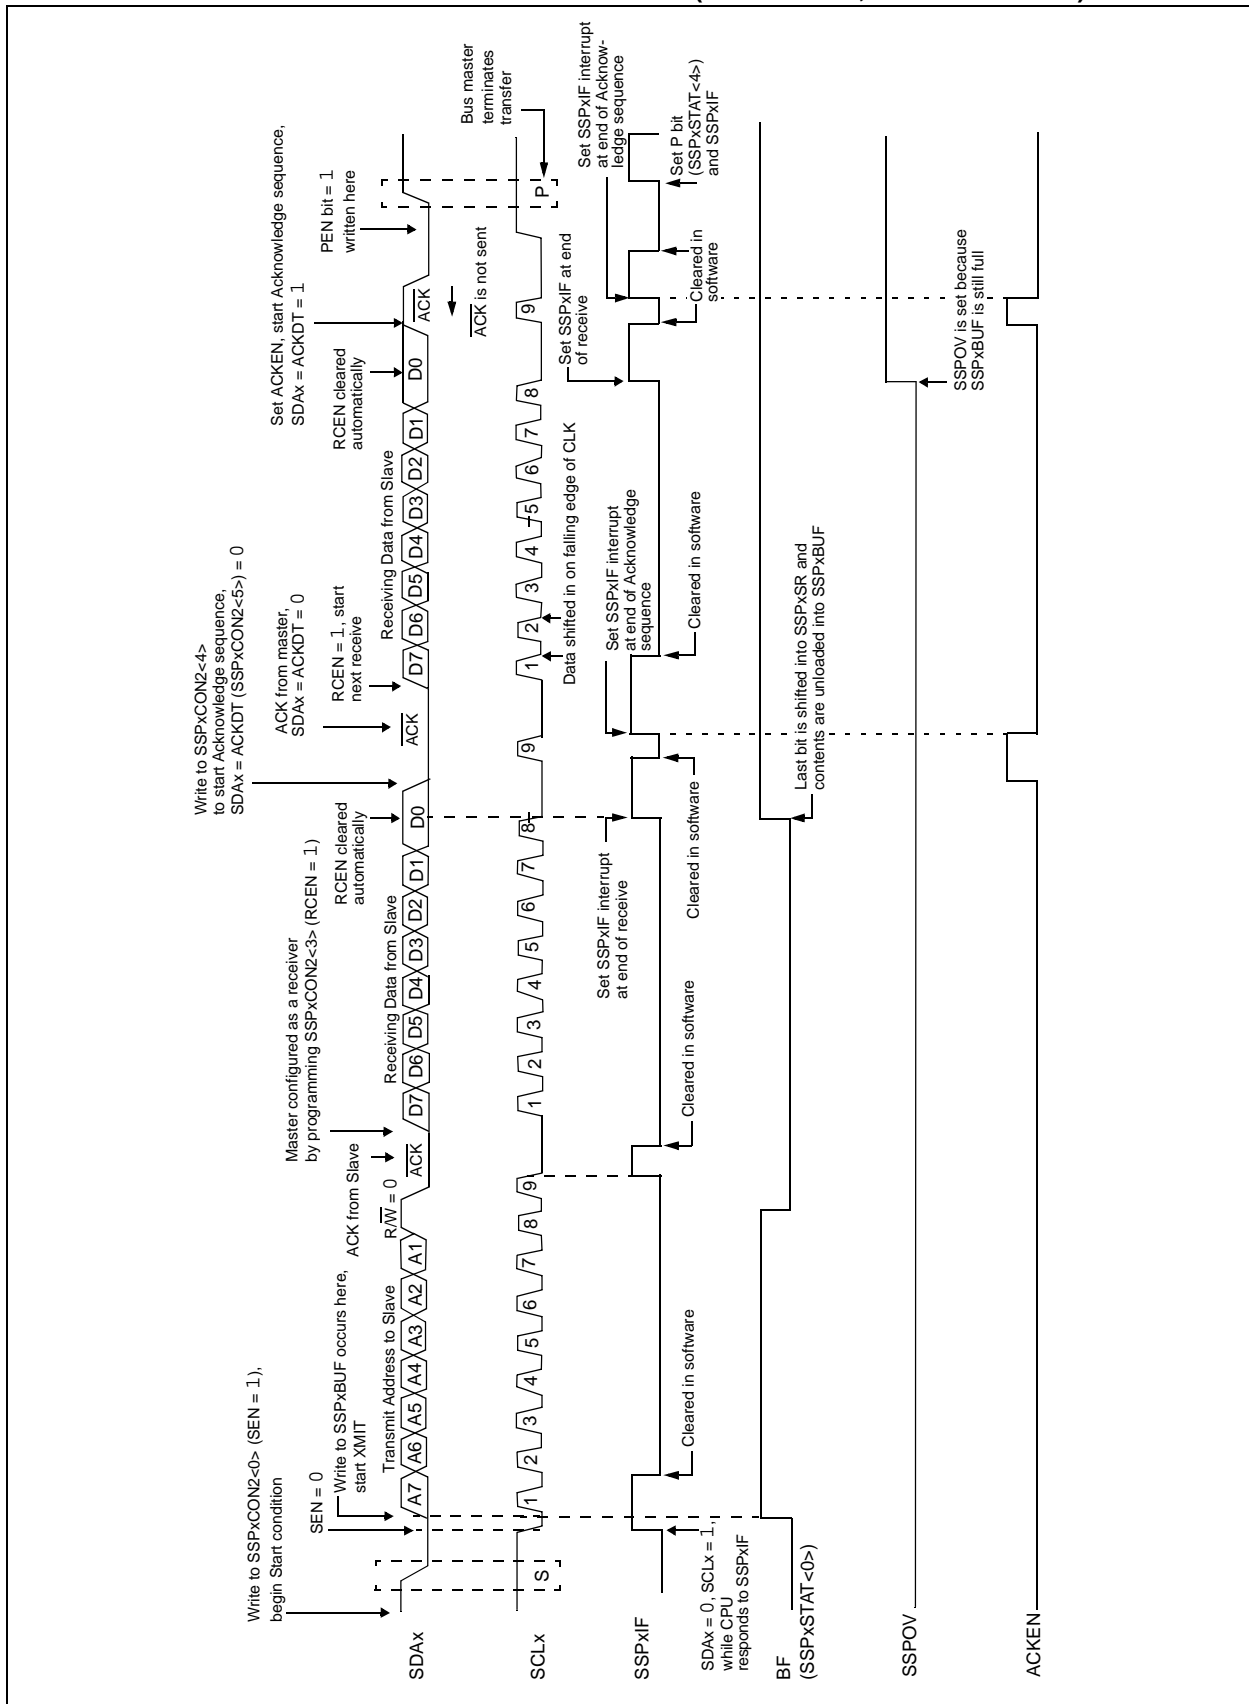 Write to SSPxCON2<0> (SEN = 1),
begin Start condition
SEN = 0
Write to SSPxBUF occurs here,
start XMIT
ACK from Slave
Master configured as a receiver
by programming SSPxCON2<3> (RCEN = 1)
RCEN cleared
automatically
Write to SSPxCON2<4>
to start Acknowledge sequence,
SDAx = ACKDT (SSPxCON2<5>) = 0
ACK from master,
SDAx = ACKDT = 0
RCEN = 1, start
next receive
RCEN cleared
automatically
Set ACKEN, start Acknowledge sequence,
SDAx = ACKDT = 1
PEN bit = 1
written here
Bus master
terminates
transfer
Transmit Address to Slave
R/W = 0
Receiving Data from Slave
Receiving Data from Slave
SDAx
A7 A6 A5 A4 A3 A2 A1
ACK
D7 D6 D5 D4 D3 D2 D1 D0
ACK
D7 D6 D5 D4 D3 D2 D1 D0
ACK
ACK is not sent
SCLx
S
1 2 3 4 5 6 7 8 9
1 2 3 4 5 6 7 8 9
1 2 3 4 5 6 7 8 9
P
Data shifted in on falling edge of CLK
Set SSPxIF interrupt
at end of receive
Set SSPxIF interrupt
at end of Acknowledge
sequence
Set SSPxIF at end
of receive
Set SSPxIF interrupt
at end of Acknow-
ledge sequence
SSPxIF
SDAx = 0, SCLx = 1,
while CPU
responds to SSPxIF
Cleared in software
Cleared in software
Cleared in software
Cleared in software
Cleared in
software
Set P bit
(SSPxSTAT<4>)
and SSPxIF
BF
(SSPxSTAT<0>)
Last bit is shifted into SSPxSR and
contents are unloaded into SSPxBUF
SSPOV
SSPOV is set because
SSPxBUF is still full
ACKEN